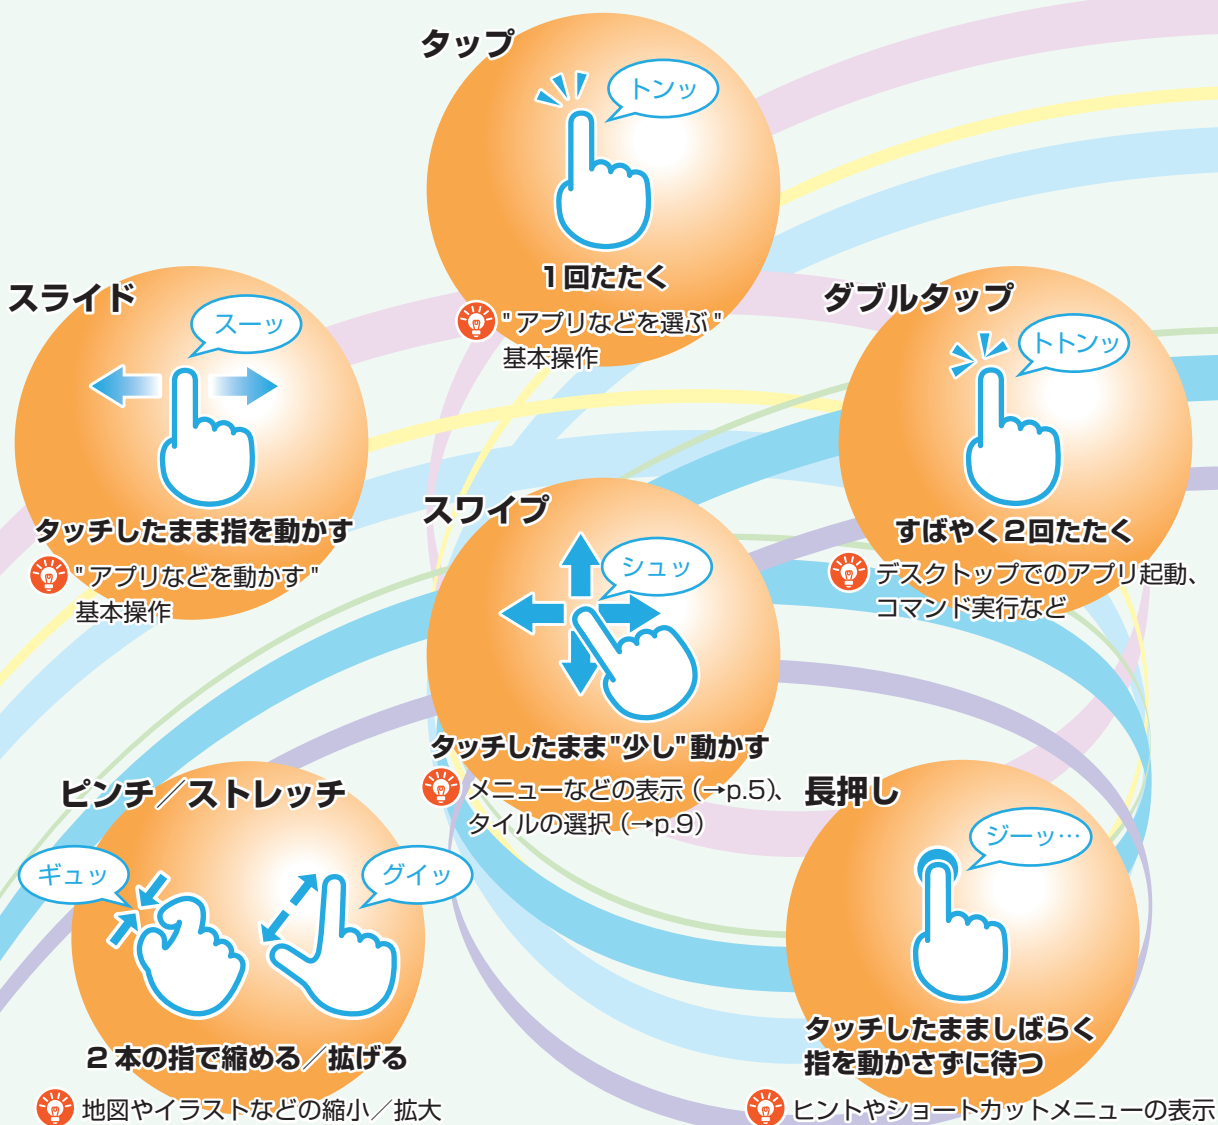 タップ
トンッ
1回たたく
"アプリなどを選ぶ"
基本操作
スライド
スーッ
タッチしたまま指を動かす
"アプリなどを動かす"
基本操作
ダブルタップ
トトンッ
すばやく2回たたく
デスクトップでのアプリ起動、
コマンド実行など
スワイプ
シュッ
タッチしたまま"少し"動かす
メニューなどの表示（→p.5）、
タイルの選択（→p.9）
ピンチ／ストレッチ
ギュッ
グイッ
2本の指で縮める／拡げる
地図やイラストなどの縮小／拡大
長押し
ジーッ…
タッチしたまましばらく
指を動かさずに待つ
ヒントやショートカットメニューの表示